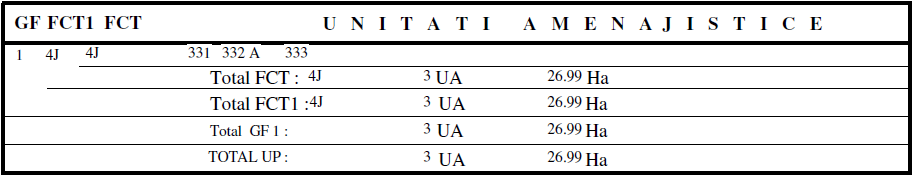 GF FCT1 FCT U N I T A T I A M E N A J I S T I C E
1 4J 4J 331 332 A 333
Total FCT : 4J 3 UA 26.99 Ha
Total FCT1 :4J 3 UA 26.99 Ha
Total GF 1 : 3 UA 26.99 Ha
TOTAL UP : 3 UA 26.99 Ha